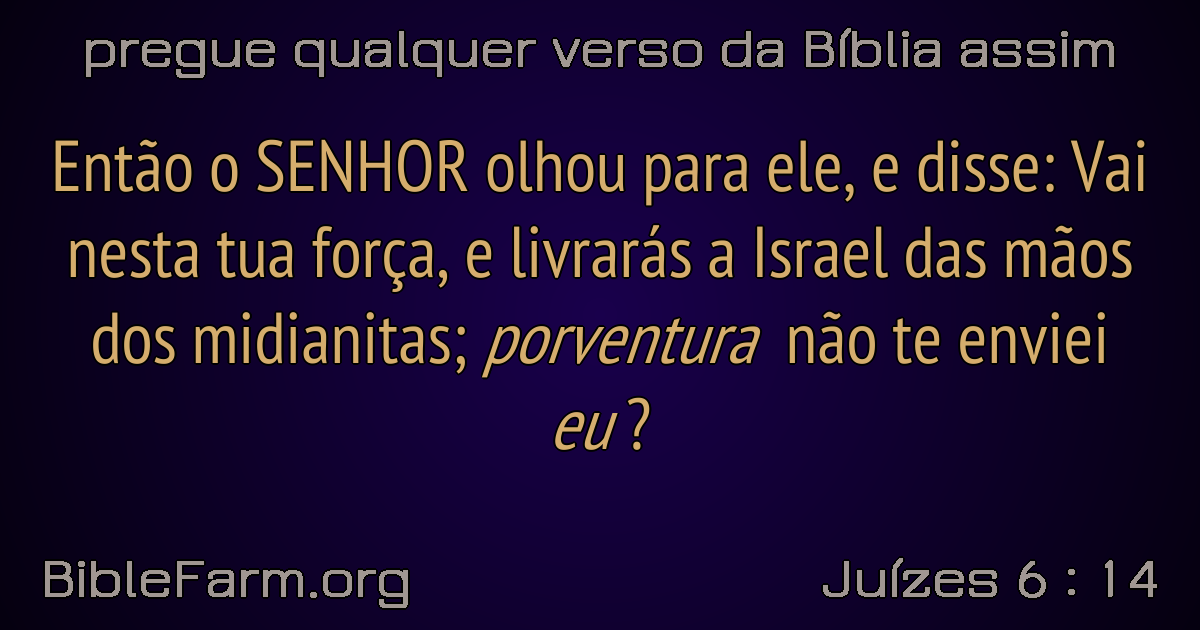 pregue qualquer verso da Bíblia assim
Então o SENHOR olhou para ele, e disse: Vai
nesta tua força, e livrarás a Israel das mãos
dos midianitas; porventura não te enviei
eu ?
BibleFarm.org
Juízes 6 : 14